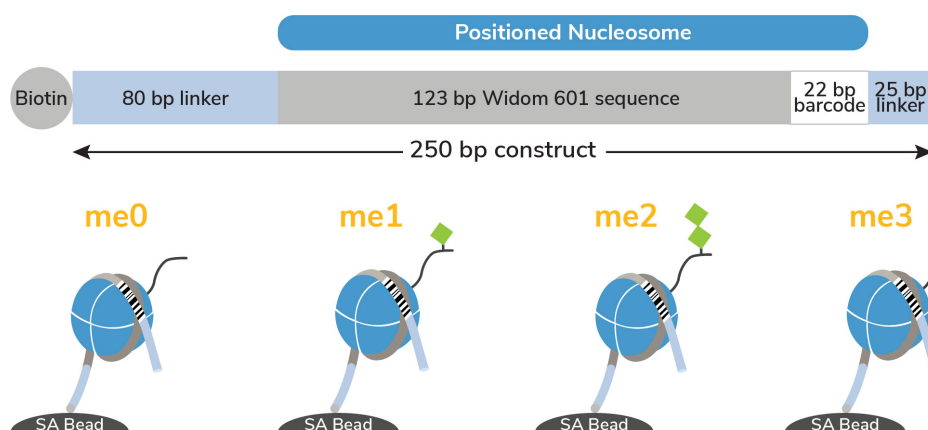 Positioned Nucleosome
Biotin
80 bp linker
123 bp Widom 601 sequence
22 bp
barcode
25 bp
linker
250 bp construct
me0
me1
me2
me3
SA Bead
SA Bead
SA Bead
SA Bead